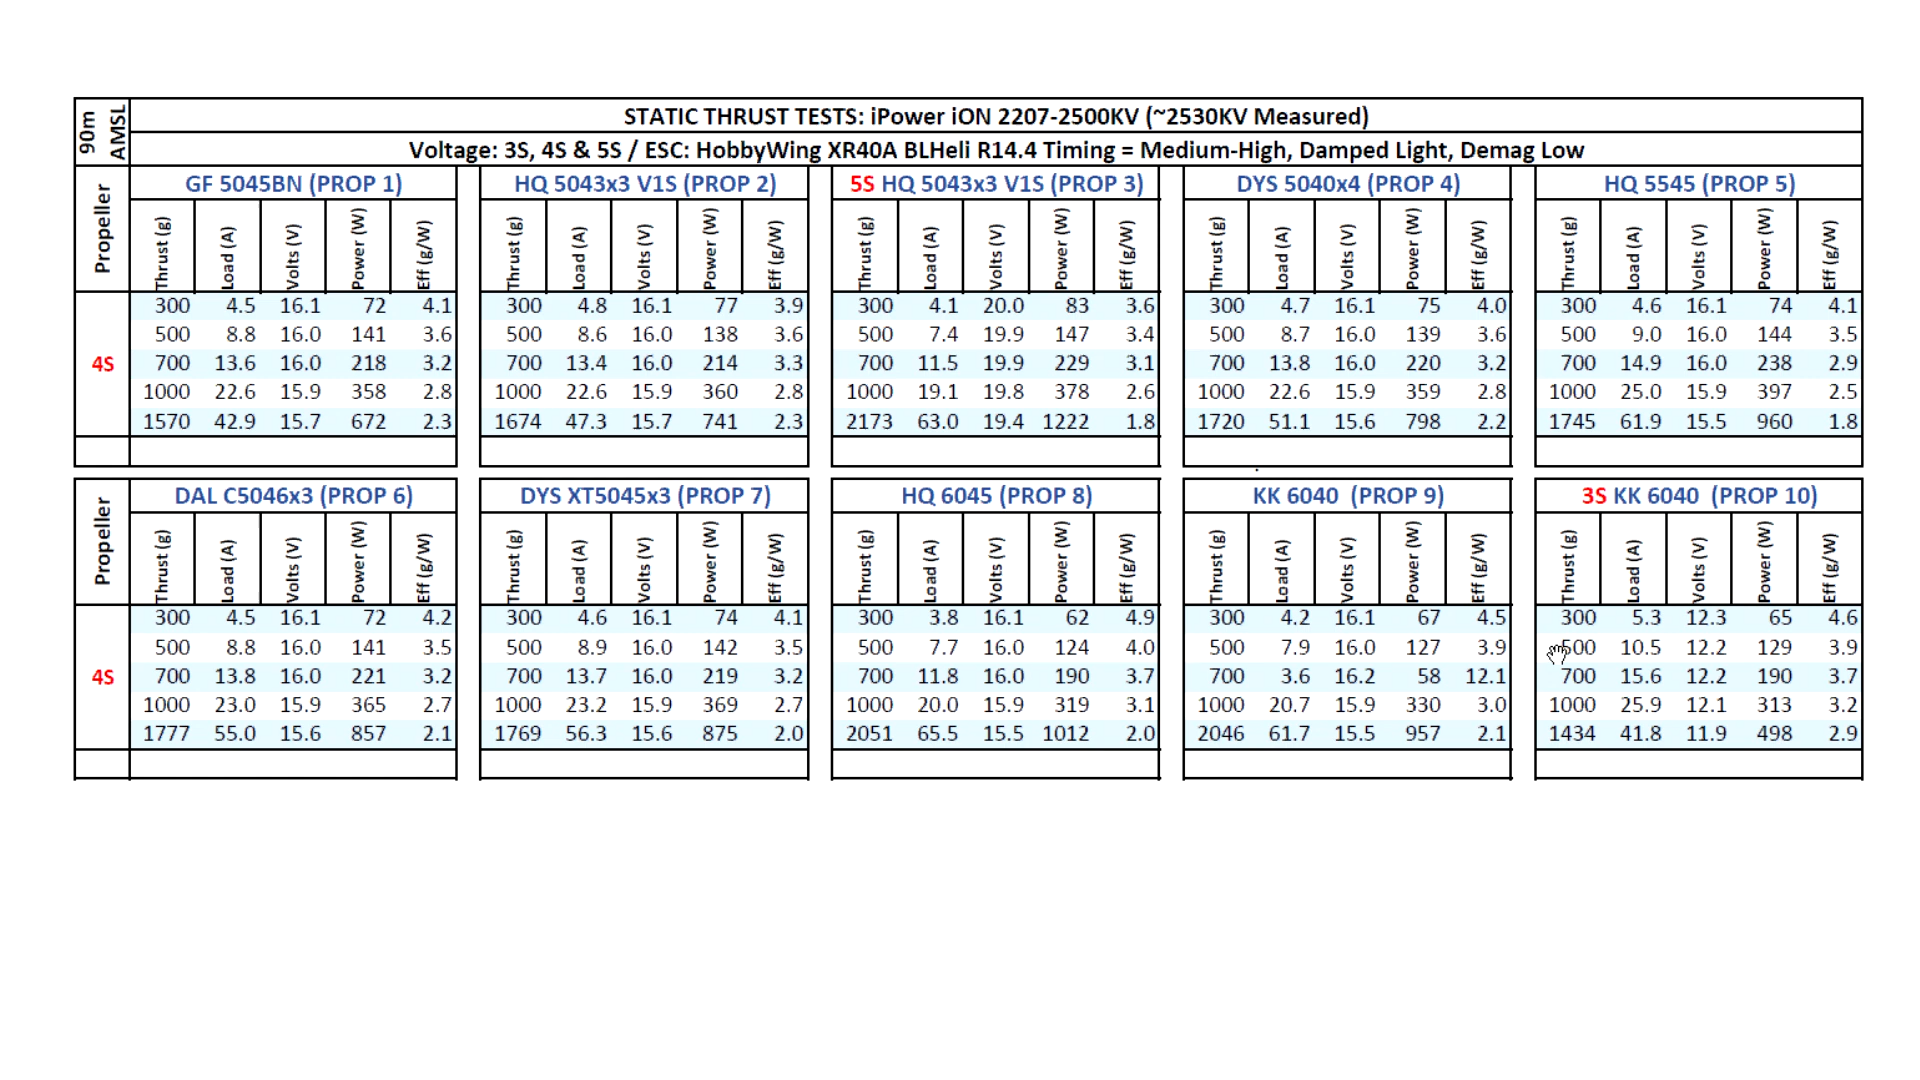 90m AMSL
STATIC THRUST TESTS: iPower iON 2207-2500KV (~2530KV Measured)
Voltage: 3S, 4S & 5S / ESC: HobbyWing XR40A BLHeli R14.4 Timing = Medium-High, Damped Light, Demag Low
Propeller GF 5045BN (PROP 1) HQ 5043x3 V1S (PROP 2) 5S HQ 5043x3 V1S (PROP 3) DYS 5040x4 (PROP 4) HQ 5545 (PROP 5)
Thrust (g) Load (A) Volts (V) Power (W) Eff (g/W) Thrust (g) Load (A) Volts (V) Power (W) Eff (g/W) Thrust (g) Load (A) Volts (V) Power (W) Eff (g/W) Thrust (g) Load (A) Volts (V) Power (W) Eff (g/W) Thrust (g) Load (A) Volts (V) Power (W) Eff (g/W)
300 4.5 16.1 72 4.1 300 4.8 16.1 77 3.9 300 4.1 20.0 83 3.6 300 4.7 16.1 75 4.0 300 4.6 16.1 74 4.1
500 8.8 16.0 141 3.6 500 8.6 16.0 138 3.6 500 7.4 19.9 147 3.4 500 8.7 16.0 139 3.6 500 9.0 16.0 144 3.5
4S 700 13.6 16.0 218 3.2 700 13.4 16.0 214 3.3 700 11.5 19.9 229 3.1 700 13.8 16.0 220 3.2 700 14.9 16.0 238 2.9
1000 22.6 15.9 358 2.8 1000 22.6 15.9 360 2.8 1000 19.1 19.8 378 2.6 1000 22.6 15.9 359 2.8 1000 25.0 15.9 397 2.5
1570 42.9 15.7 672 2.3 1674 47.3 15.7 741 2.3 2173 63.0 19.4 1222 1.8 1720 51.1 15.6 798 2.2 1745 61.9 15.5 960 1.8
Propeller DAL C5046x3 (PROP 6) DYS XT5045x3 (PROP 7) HQ 6045 (PROP 8) KK 6040 (PROP 9) 3S KK 6040 (PROP 10)
Thrust (g) Load (A) Volts (V) Power (W) Eff (g/W) Thrust (g) Load (A) Volts (V) Power (W) Eff (g/W) Thrust (g) Load (A) Volts (V) Power (W) Eff (g/W) Thrust (g) Load (A) Volts (V) Power (W) Eff (g/W) Thrust (g) Load (A) Volts (V) Power (W) Eff (g/W)
300 4.5 16.1 72 4.2 300 4.6 16.1 74 4.1 300 3.8 16.1 62 4.9 300 4.2 16.1 67 4.5 300 5.3 12.3 65 4.6
500 8.8 16.0 141 3.5 500 8.9 16.0 142 3.5 500 7.7 16.0 124 4.0 500 7.9 16.0 127 3.9 500 10.5 12.2 129 3.9
4S 700 13.8 16.0 221 3.2 700 13.7 16.0 219 3.2 700 11.8 16.0 190 3.7 700 3.6 16.2 58 12.1 700 15.6 12.2 190 3.7
1000 23.0 15.9 365 2.7 1000 23.2 15.9 369 2.7 1000 20.0 15.9 319 3.1 1000 20.7 15.9 330 3.0 1000 25.9 12.1 313 3.2
1777 55.0 15.6 857 2.1 1769 56.3 15.6 875 2.0 2051 65.5 15.5 1012 2.0 2046 61.7 15.5 957 2.1 1434 41.8 11.9 498 2.9